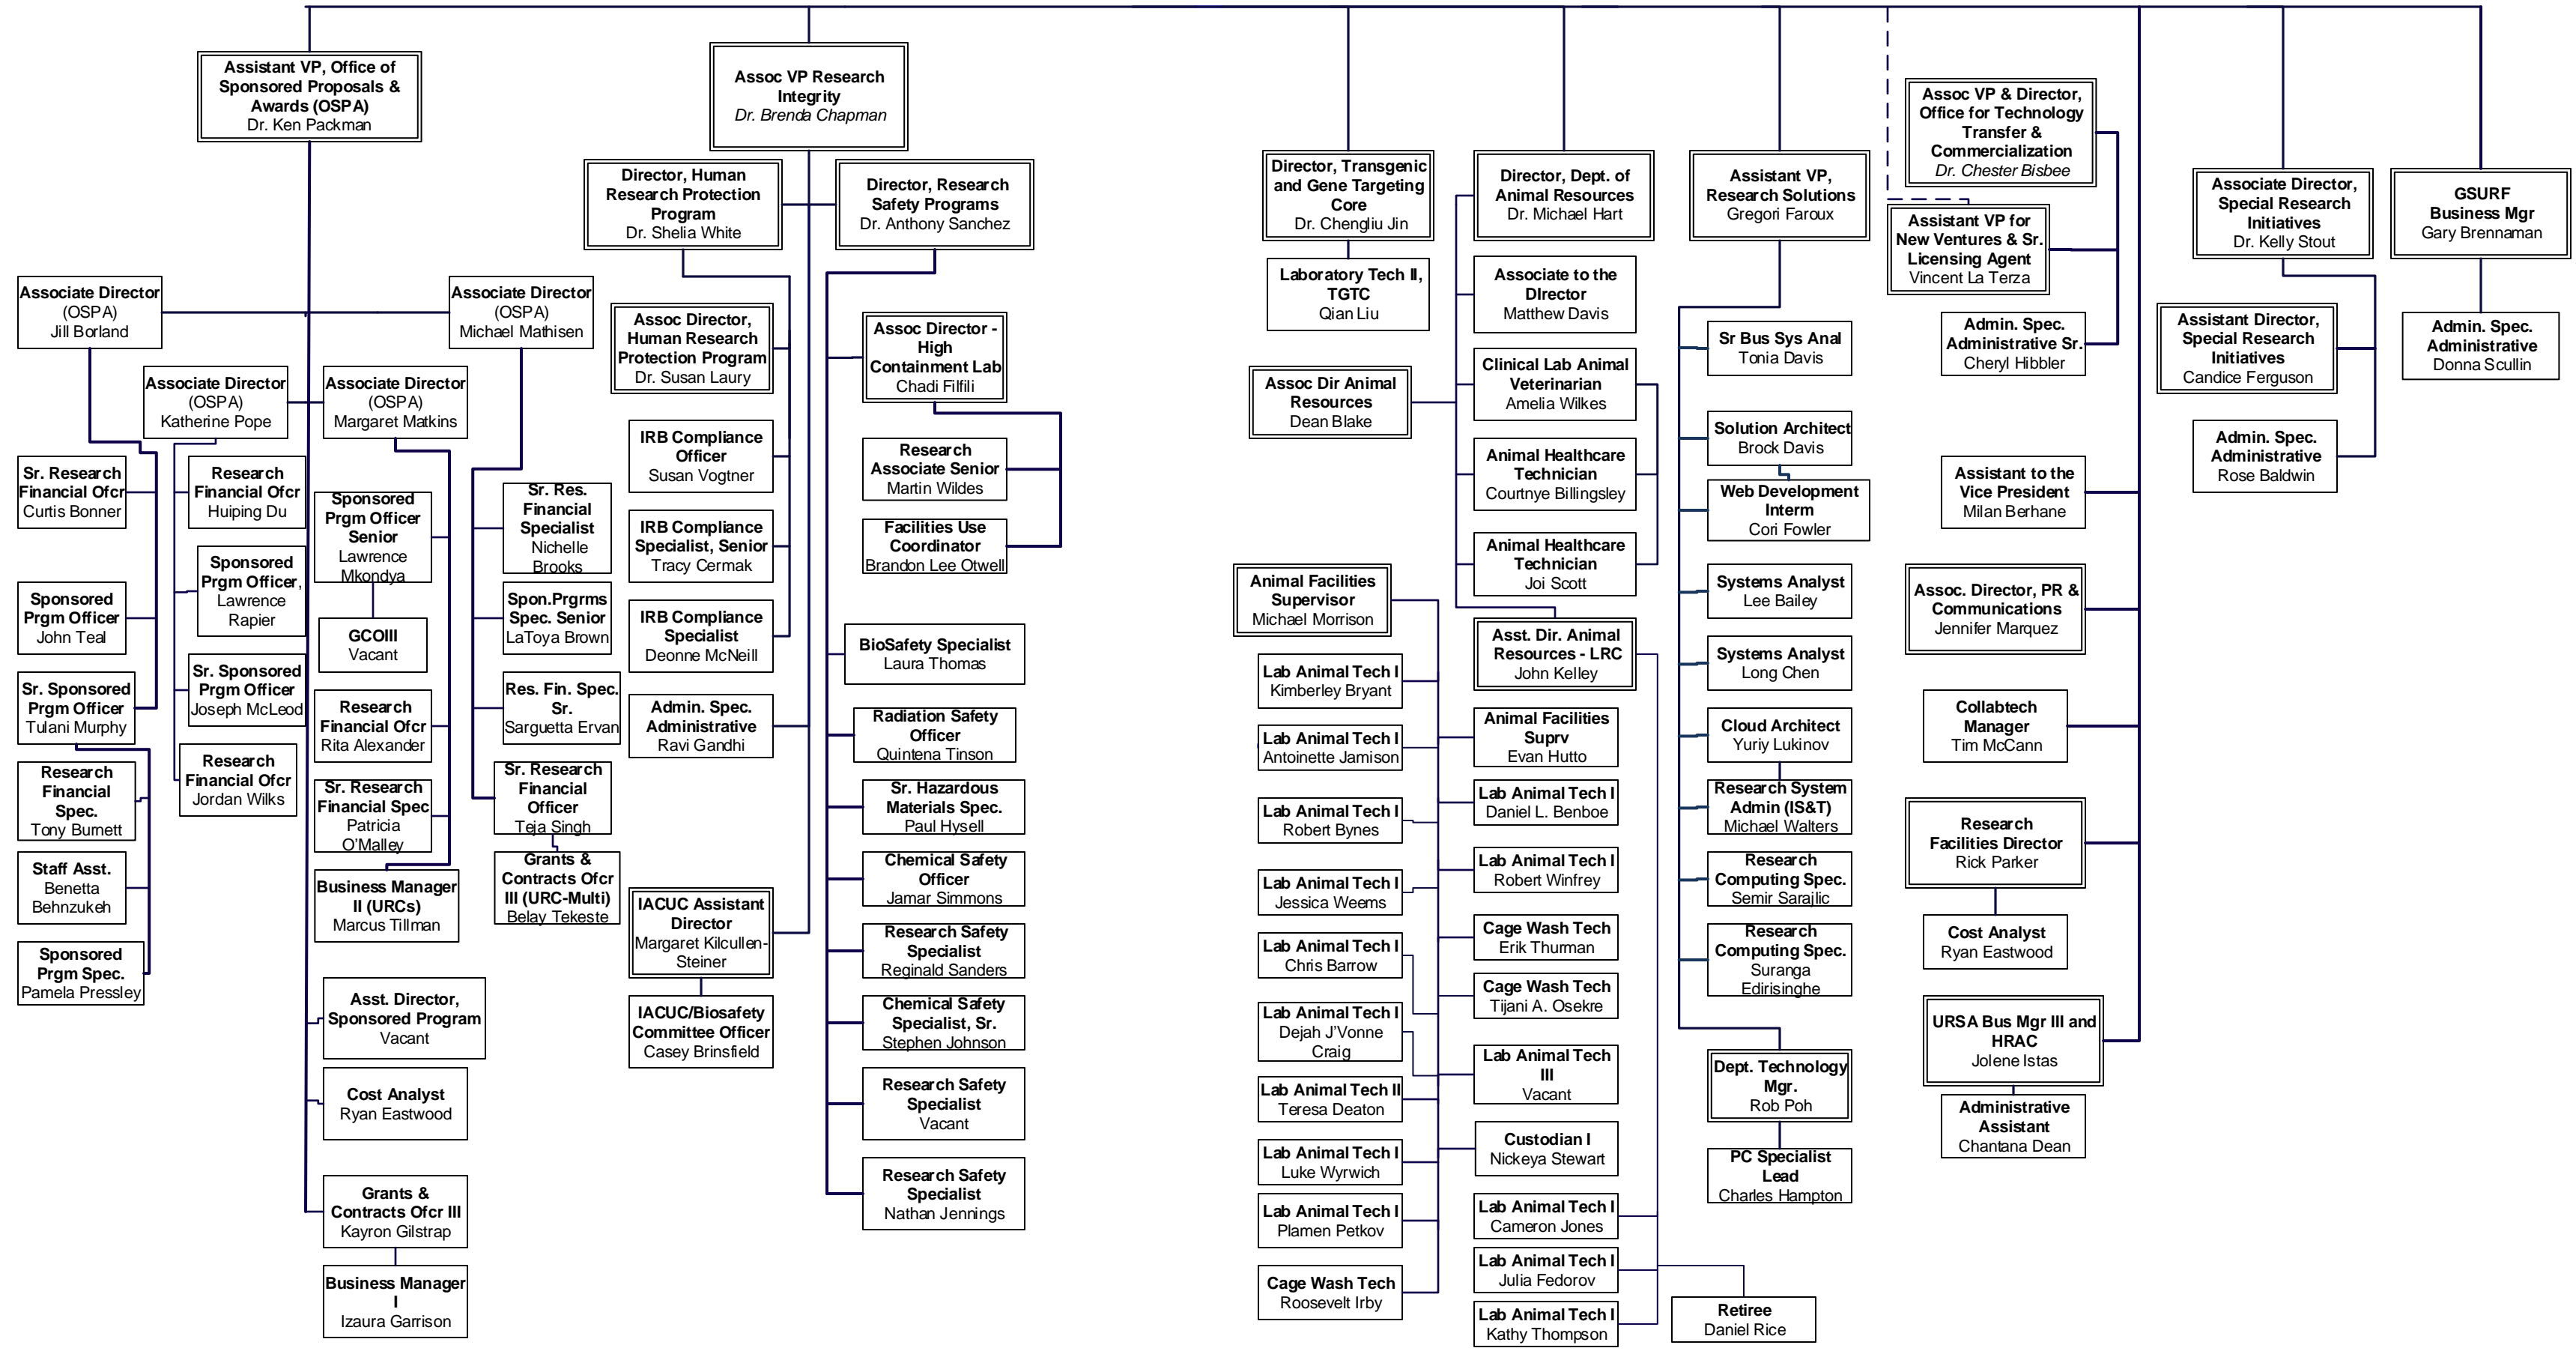 Assistant VP, Office of
Sponsored Proposals &
Awards (OSPA)
Dr. Ken Packman
Assoc VP Research
Integrity
Dr. Brenda Chapman
Director, Human
Research Protection
Program
Dr. Shelia White
Director, Research
Safety Programs
Dr. Anthony Sanchez
Director, Transgenic
and Gene Targeting
Core
Dr. Chengliu Jin
Director, Dept. of
Animal Resources
Dr. Michael Hart
Assistant VP,
Research Solutions
Gregori Faroux
Assoc VP & Director,
Office for Technology
Transfer &
Commercialization
Dr. Chester Bisbee
Assistant VP for
New Ventures & Sr.
Licensing Agent
Vincent La Terza
Admin. Spec.
Administrative Sr.
Cheryl Hibbler
Associate Director,
Special Research
Initiatives
Dr. Kelly Stout
GSURF
Business Mgr
Gary Brennaman
Assistant Director,
Special Research
Initiatives
Candice Ferguson
Admin. Spec.
Administrative
Donna Scullin
Admin. Spec.
Administrative
Rose Baldwin
Associate Director
(OSPA)
Jill Borland
Associate Director
(OSPA)
Michael Mathisen
Associate Director
(OSPA)
Katherine Pope
Associate Director
(OSPA)
Margaret Matkins
Sr. Research
Financial Ofcr
Curtis Bonner
Sponsored
Prgm Officer
John Teal
Sr. Sponsored
Prgm Officer
Tulani Murphy
Research
Financial
Spec.
Tony Burnett
Staff Asst.
Benetta
Behnzukeh
Sponsored
Prgm Spec.
Pamela Pressley
Research
Financial Ofcr
Huiping Du
Sponsored
Prgm Officer,
Lawrence
Rapier
Sr. Sponsored
Prgm Officer
Joseph McLeod
Research
Financial Ofcr
Jordan Wilks
Sponsored
Prgm Officer
Senior
Lawrence
Mkondya
GCOIII
Vacant
Research
Financial Ofcr
Rita Alexander
Sr. Research
Financial Spec
Patricia
O’Malley
Business Manager
II (URCs)
Marcus Tillman
Asst. Director,
Sponsored Program
Vacant
Cost Analyst
Ryan Eastwood
Grants &
Contracts Ofcr III
Kayron Gilstrap
Business Manager
I
Izaura Garrison
Sr. Res.
Financial
Specialist
Nichelle
Brooks
Spon.Prgrms
Spec. Senior
LaToya Brown
Res. Fin. Spec.
Sr.
Sarguetta Ervan
Sr. Research
Financial
Officer
Teja Singh
Grants &
Contracts Ofcr
III (URC-Multi)
Belay Tekeste
Assoc Director,
Human Research
Protection Program
Dr. Susan Laury
IRB Compliance
Officer
Susan Vogtner
IRB Compliance
Specialist, Senior
Tracy Cermak
IRB Compliance
Specialist
Deonne McNeill
Admin. Spec.
Administrative
Ravi Gandhi
IACUC Assistant
Director
Margaret Kilcullen-
Steiner
IACUC/Biosafety
Committee Officer
Casey Brinsfield
Assoc Director -
High
Containment Lab
Chadi Filfili
Research
Associate Senior
Martin Wildes
Facilities Use
Coordinator
Brandon Lee Otwell
BioSafety Specialist
Laura Thomas
Radiation Safety
Officer
Quintena Tinson
Sr. Hazardous
Materials Spec.
Paul Hysell
Chemical Safety
Officer
Jamar Simmons
Research Safety
Specialist
Reginald Sanders
Chemical Safety
Specialist, Sr.
Stephen Johnson
Research Safety
Specialist
Vacant
Research Safety
Specialist
Nathan Jennings
Laboratory Tech II,
TGTC
Qian Liu
Assoc Dir Animal
Resources
Dean Blake
Associate to the
DIrector
Matthew Davis
Clinical Lab Animal
Veterinarian
Amelia Wilkes
Animal Healthcare
Technician
Courtnye Billingsley
Animal Healthcare
Technician
Joi Scott
Animal Facilities
Supervisor
Michael Morrison
Lab Animal Tech I
Kimberley Bryant
Lab Animal Tech I
Antoinette Jamison
Lab Animal Tech I
Robert Bynes
Lab Animal Tech I
Jessica Weems
Lab Animal Tech I
Chris Barrow
Lab Animal Tech I
Dejah J’Vonne
Craig
Lab Animal Tech II
Teresa Deaton
Lab Animal Tech I
Luke Wyrwich
Lab Animal Tech I
Plamen Petkov
Cage Wash Tech
Roosevelt Irby
Asst. Dir. Animal
Resources - LRC
John Kelley
Animal Facilities
Suprv
Evan Hutto
Lab Animal Tech I
Daniel L. Benboe
Lab Animal Tech I
Robert Winfrey
Cage Wash Tech
Erik Thurman
Cage Wash Tech
Tijani A. Osekre
Lab Animal Tech
III
Vacant
Custodian I
Nickeya Stewart
Lab Animal Tech I
Cameron Jones
Lab Animal Tech I
Julia Fedorov
Lab Animal Tech I
Kathy Thompson
Retiree
Daniel Rice
Sr Bus Sys Anal
Tonia Davis
Solution Architect
Brock Davis
Web Development
Interm
Cori Fowler
Systems Analyst
Lee Bailey
Systems Analyst
Long Chen
Cloud Architect
Yuriy Lukinov
Research System
Admin (IS&T)
Michael Walters
Research
Computing Spec.
Semir Sarajlic
Research
Computing Spec.
Suranga
Edirisinghe
Dept. Technology
Mgr.
Rob Poh
PC Specialist
Lead
Charles Hampton
Assistant to the
Vice President
Milan Berhane
Assoc. Director, PR &
Communications
Jennifer Marquez
Collabtech
Manager
Tim McCann
Research
Facilities Director
Rick Parker
Cost Analyst
Ryan Eastwood
URSA Bus Mgr III and
HRAC
Jolene Istas
Administrative
Assistant
Chantana Dean